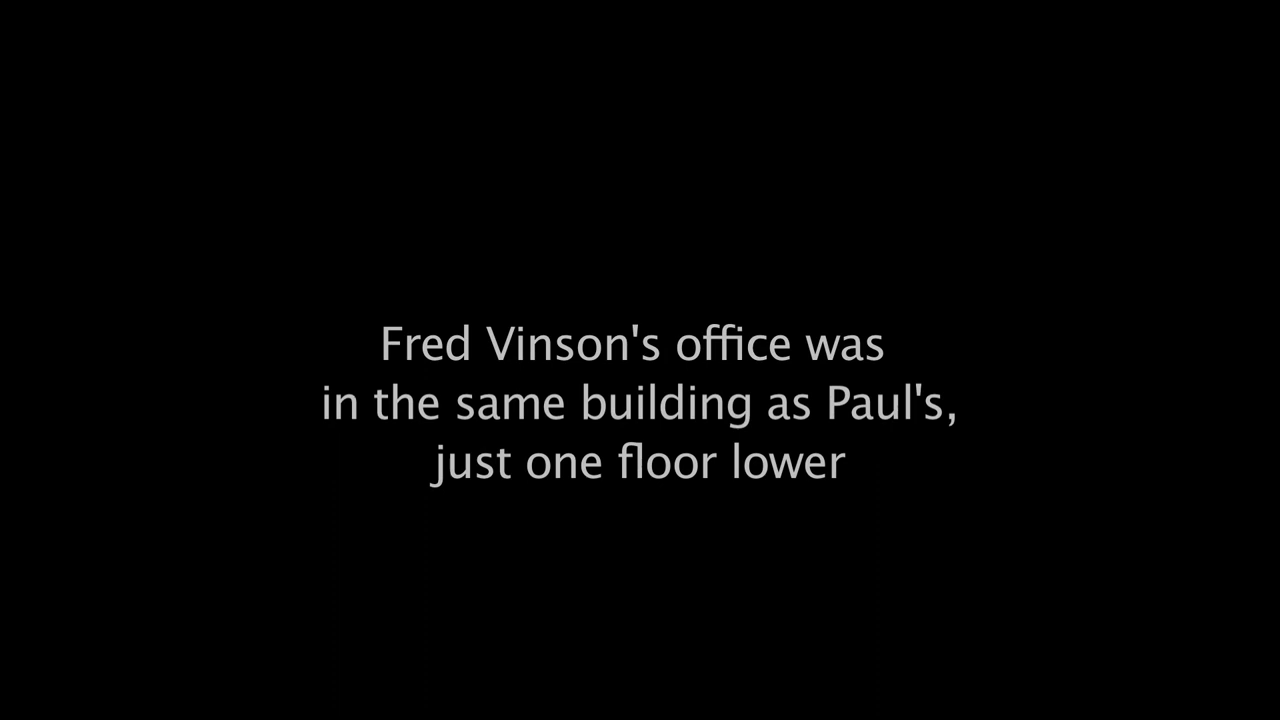 Fred Vinson's office was
in the same building as Paul's,
just one floor lower